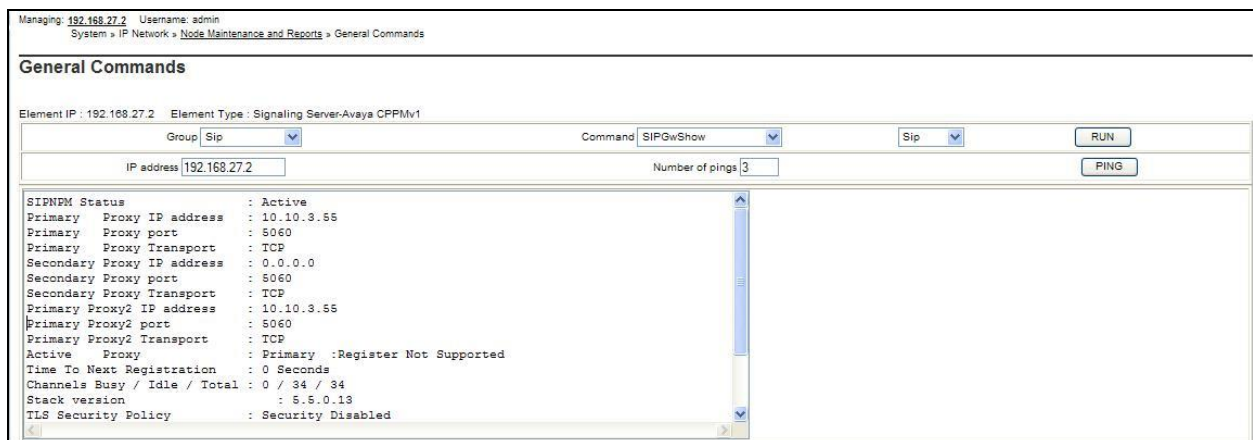 Managing: 192.168.27.2 Username: admin
System » IP Network » Node Maintenance and Reports » General Commands
General Commands
Element IP : 192.168.27.2 Element Type : Signaling Server-Avaya CPPMv1
Group Sip Command SIPGwShow Sip RUN
IP address 192.168.27.2 Number of pings 3 PING
SIPNPM Status : Active
Primary Proxy IP address : 10.10.3.55
Primary Proxy port : 5060
Primary Proxy Transport : TCP
Secondary Proxy IP address : 0.0.0.0
Secondary Proxy port : 5060
Secondary Proxy Transport : TCP
Primary Proxy2 IP address : 10.10.3.55
Primary Proxy2 port : 5060
Primary Proxy2 Transport : TCP
Active Proxy : Primary :Register Not Supported
Time To Next Registration : 0 Seconds
Channels Busy / Idle / Total : 0 / 34 / 34
Stack version : 5.5.0.13
TLS Security Policy : Security Disabled